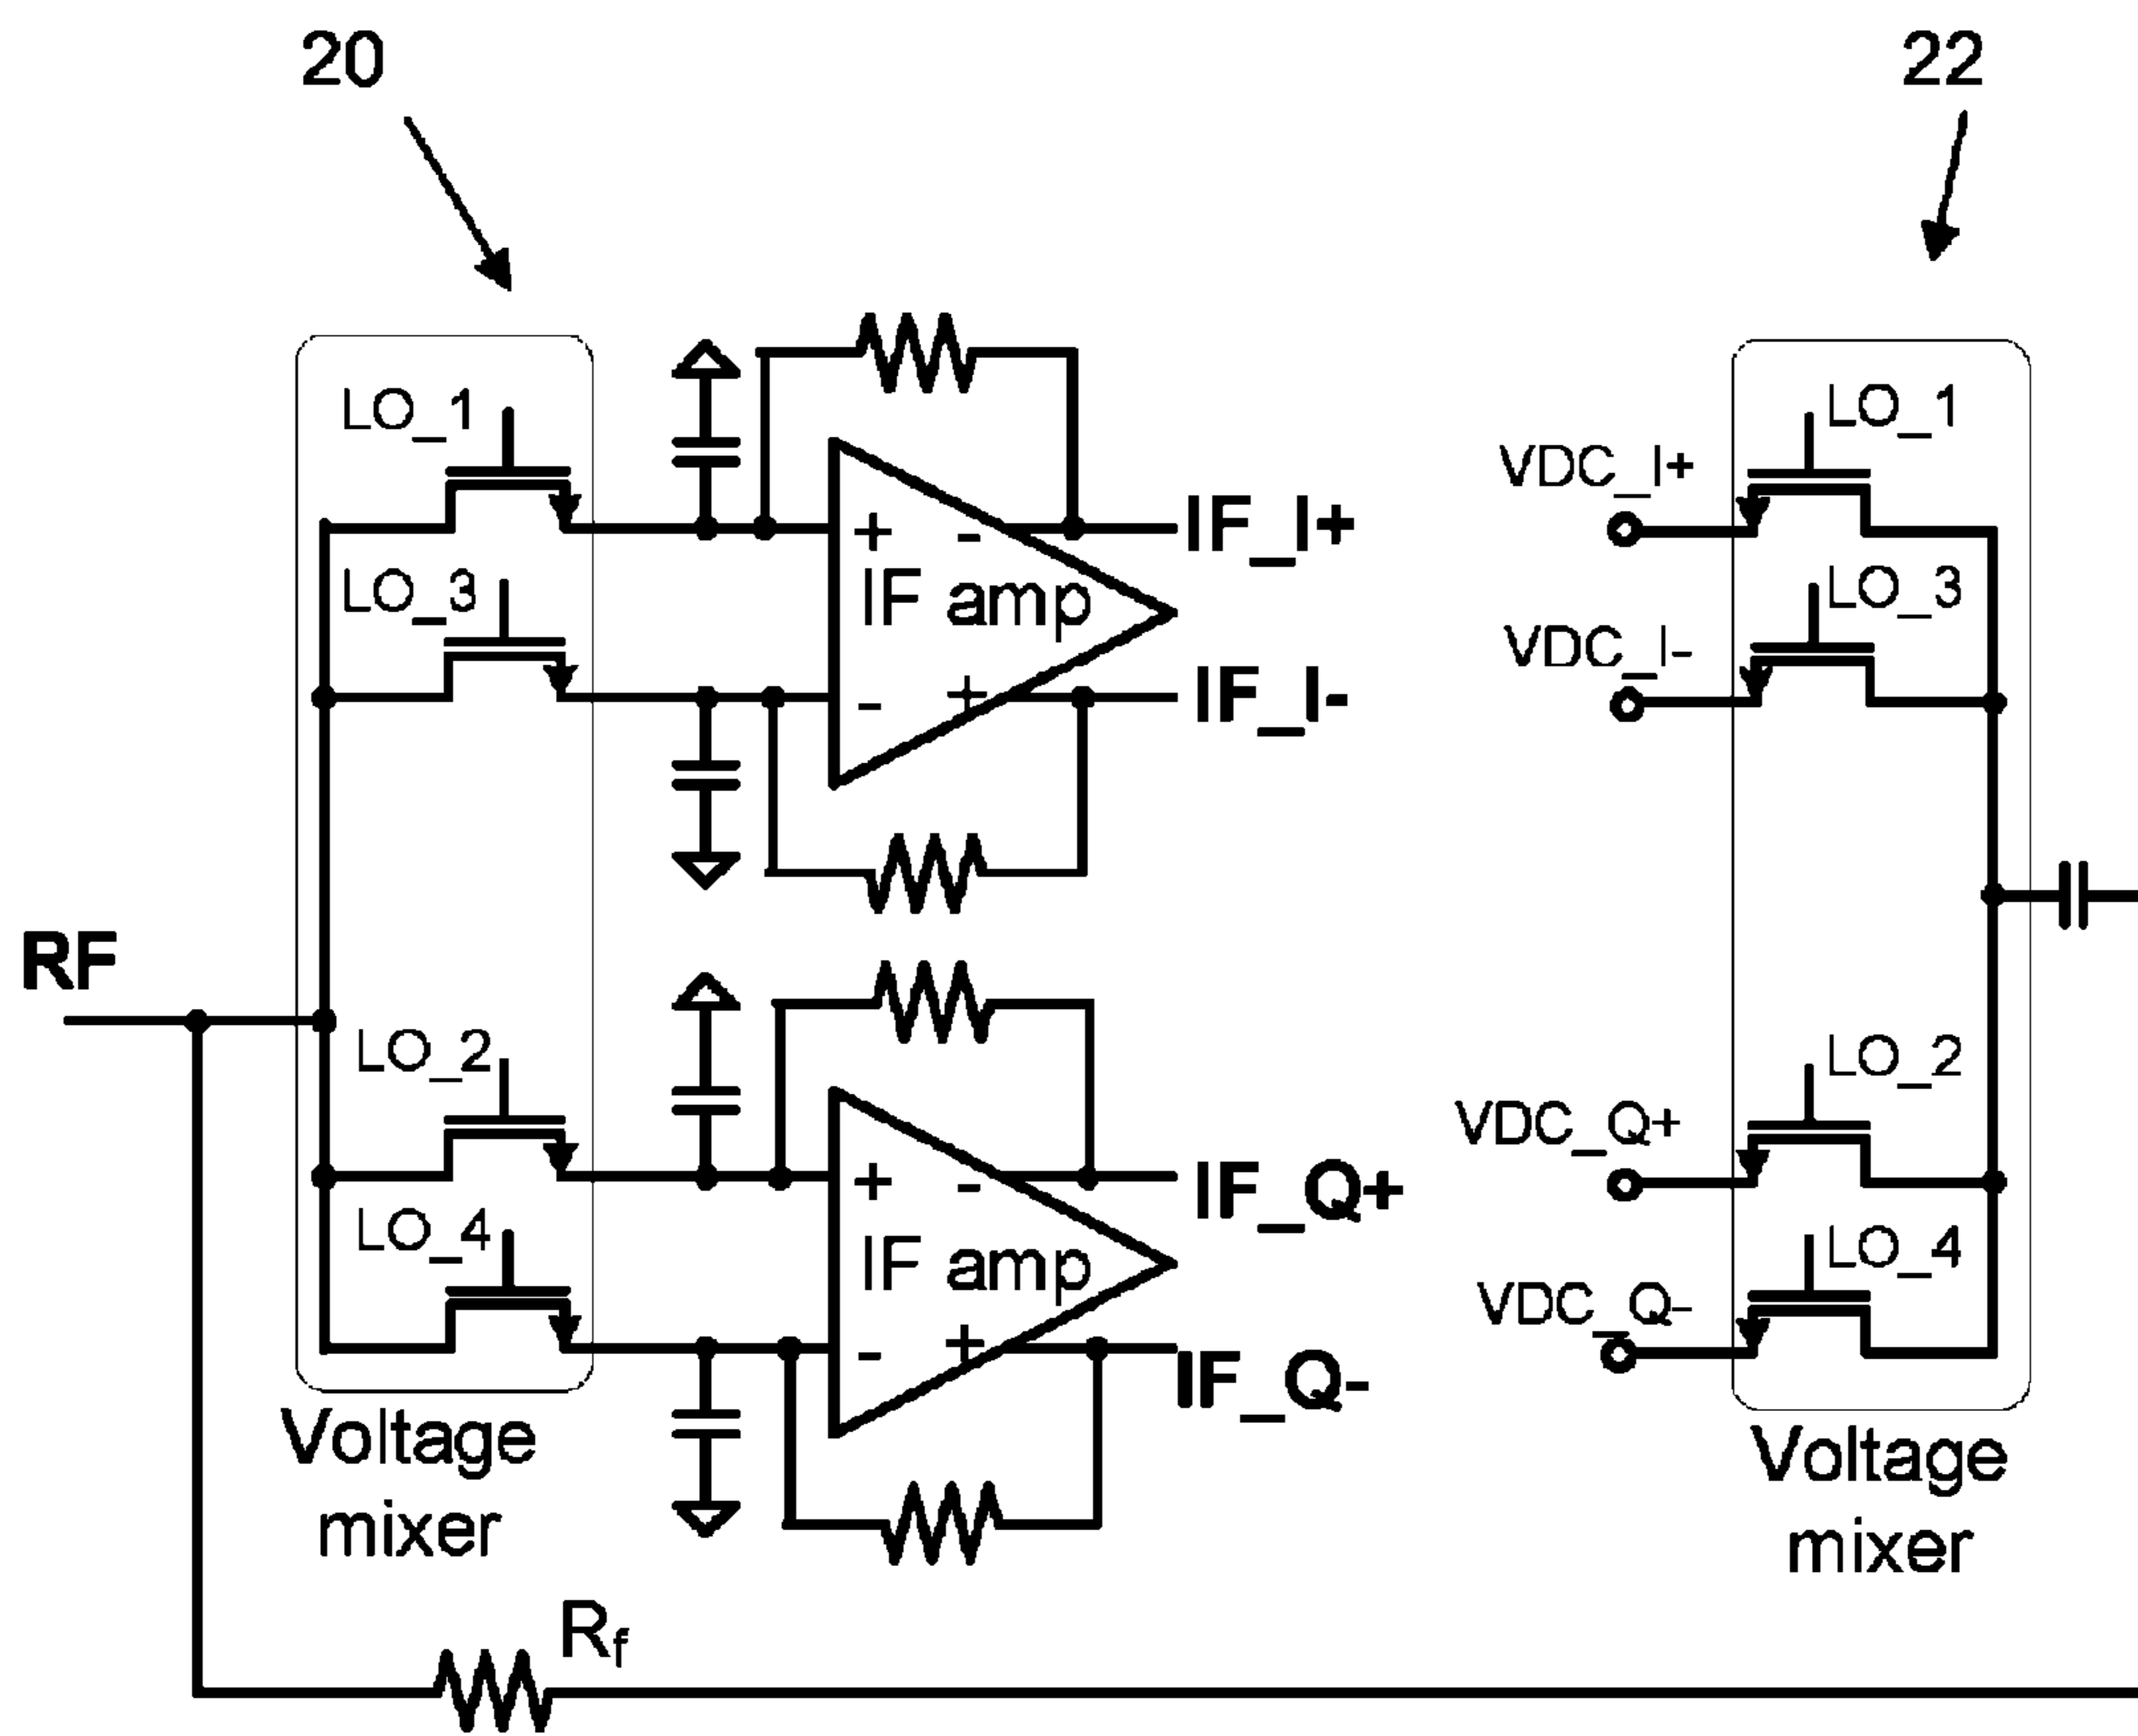 20
22
LO_1
LO_3
+
-
IF amp
-
+
IF_I+
IF_I-
LO_1
VDC_I+
LO_3
VDC_I-
RF
LO_2
LO_4
+
-
IF amp
-
+
IF_Q+
IF_Q-
LO_2
VDC_Q+
LO_4
VDC_Q-
Voltage
mixer
Voltage
mixer
Rf